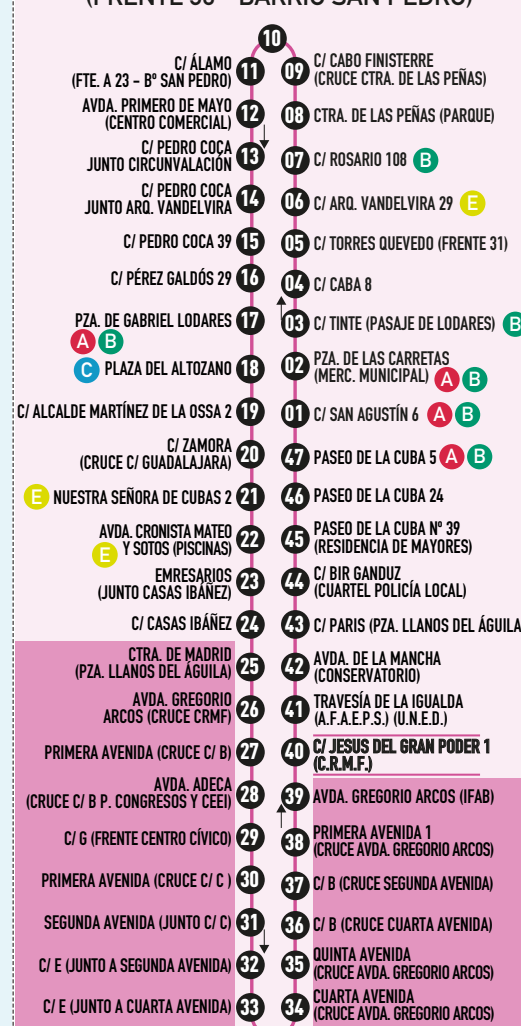 (FRENTE 36 - BARRIO SAN PEDRO)
10
C/ ÁLAMO
(FTE. A 23 - Bº SAN PEDRO) 11
AVDA. PRIMERO DE MAYO
(CENTRO COMERCIAL) 12
C/ PEDRO COCA
JUNTO CIRCUNVALACIÓN 13
C/ PEDRO COCA
JUNTO ARQ. VANDELVIRA 14
C/ PEDRO COCA 39 15
C/ PÉREZ GALDÓS 29 16
PZA. DE GABRIEL LODARES 17
A B
C PLAZA DEL ALTOZANO 18
C/ ALCALDE MARTÍNEZ DE LA OSSA 2 19
C/ ZAMORA
(CRUCE C/ GUADALAJARA) 20
E NUESTRA SEÑORA DE CUBAS 2 21
AVDA. CRONISTA MATEO
E Y SOTOS (PISCINAS) 22
EMRESARIOS
(JUNTO CASAS IBÁÑEZ) 23
C/ CASAS IBÁÑEZ 24
CTRA. DE MADRID
(PZA. LLANOS DEL ÁGUILA) 25
AVDA. GREGORIO
ARCOS (CRUCE CRMF) 26
PRIMERA AVENIDA (CRUCE C/ B) 27
AVDA. ADECA
(CRUCE C/ B P. CONGRESOS Y CEEI) 28
C/ G (FRENTE CENTRO CÍVICO) 29
PRIMERA AVENIDA (CRUCE C/ C ) 30
SEGUNDA AVENIDA (JUNTO C/ C) 31
C/ E (JUNTO A SEGUNDA AVENIDA) 32
C/ E (JUNTO A CUARTA AVENIDA) 33
09 C/ CABO FINISTERRE
(CRUCE CTRA. DE LAS PEÑAS)
08 CTRA. DE LAS PEÑAS (PARQUE)
07 C/ ROSARIO 108 B
06 C/ ARQ. VANDELVIRA 29 E
05 C/ TORRES QUEVEDO (FRENTE 31)
04 C/ CABA 8
03 C/ TINTE (PASAJE DE LODARES) B
02 PZA. DE LAS CARRETAS
(MERC. MUNICIPAL) A B
01 C/ SAN AGUSTÍN 6 A B
47 PASEO DE LA CUBA 5 A B
46 PASEO DE LA CUBA 24
45 PASEO DE LA CUBA Nº 39
(RESIDENCIA DE MAYORES)
44 C/ BIR GANDUZ
(CUARTEL POLICÍA LOCAL)
43 C/ PARIS (PZA. LLANOS DEL ÁGUILA
42 AVDA. DE LA MANCHA
(CONSERVATORIO)
41 TRAVESÍA DE LA IGUALDA
(A.F.A.E.P.S.) (U.N.E.D.)
40 C/ JESUS DEL GRAN PODER 1
(C.R.M.F.)
39 AVDA. GREGORIO ARCOS (IFAB)
38 PRIMERA AVENIDA 1
(CRUCE AVDA. GREGORIO ARCOS)
37 C/ B (CRUCE SEGUNDA AVENIDA)
36 C/ B (CRUCE CUARTA AVENIDA)
35 QUINTA AVENIDA
(CRUCE AVDA. GREGORIO ARCOS)
34 CUARTA AVENIDA
(CRUCE AVDA. GREGORIO ARCOS)